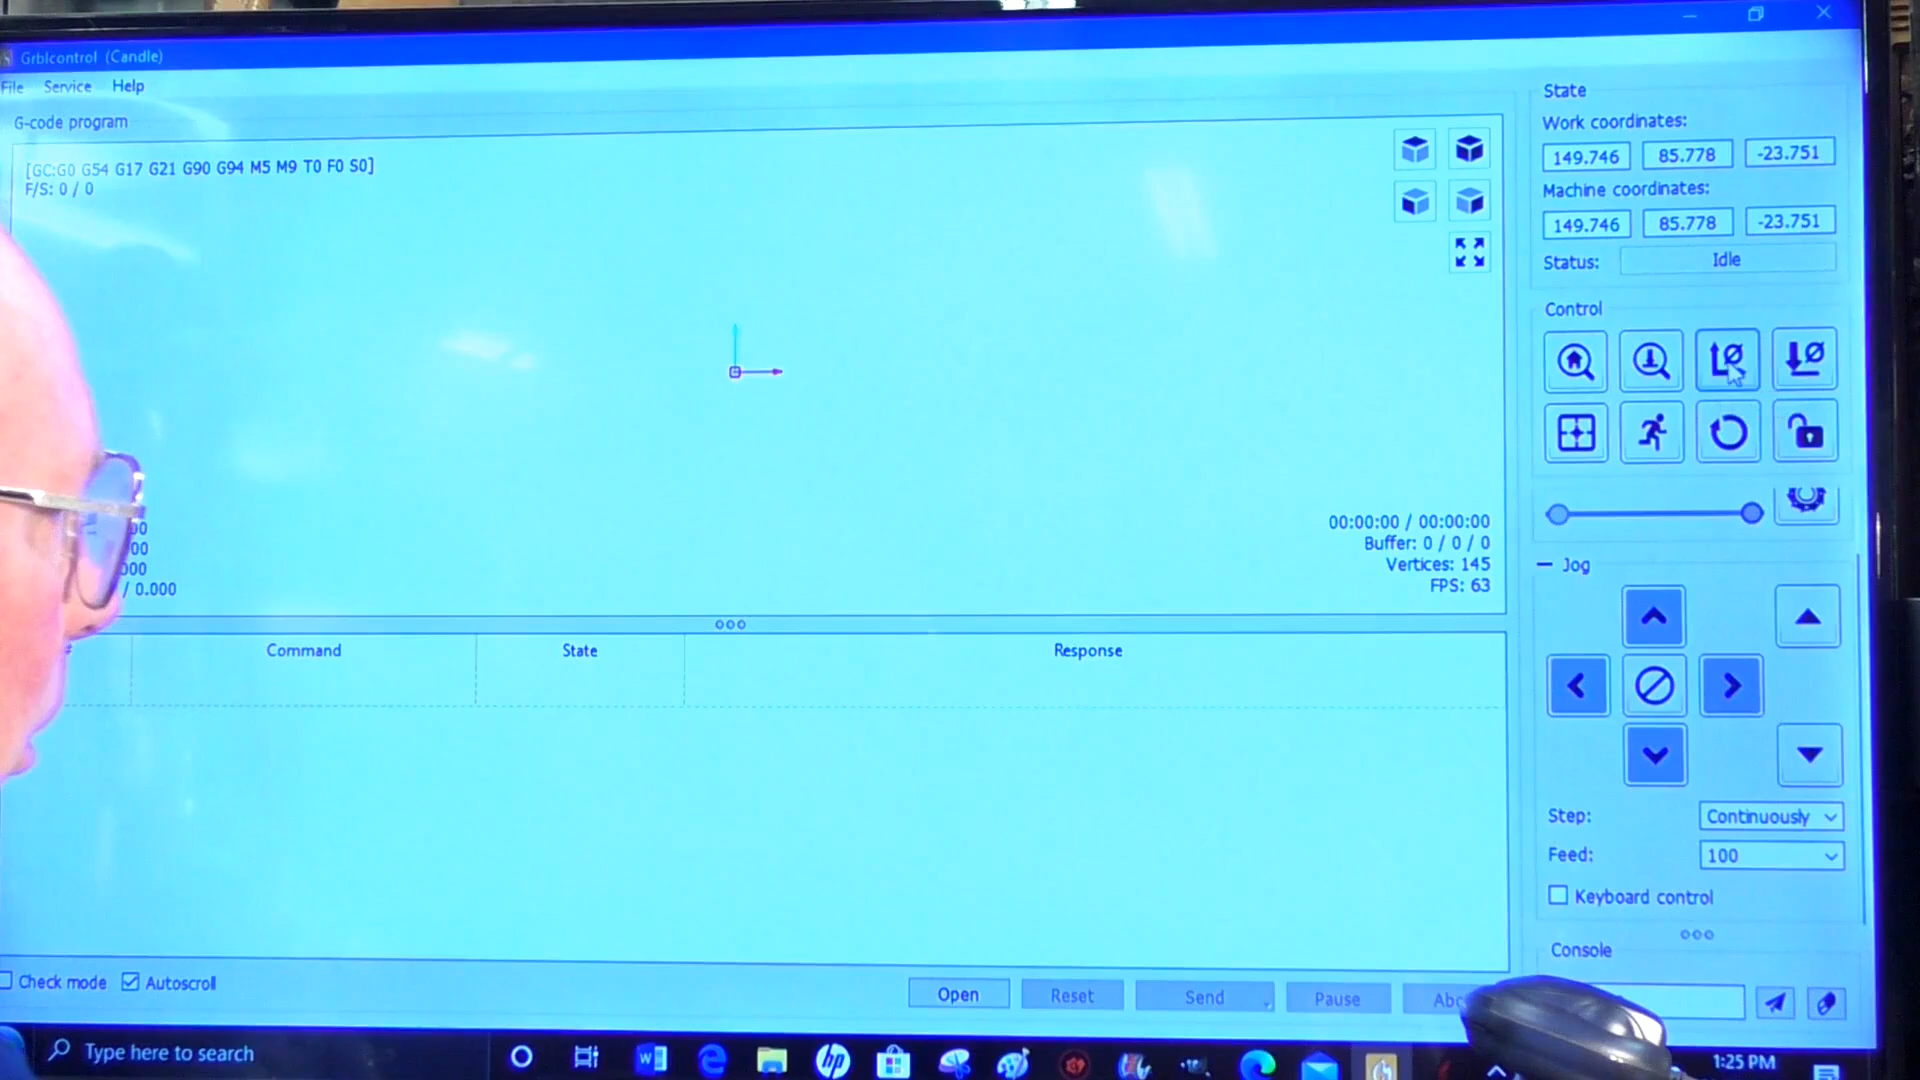 Grblcontrol (Candle)
File Service Help
G-code program
[GC:G0 G54 G17 G21 G90 G94 M5 M9 T0 F0 S0]
F/S: 0 / 0
/ 0.000
00:00:00 / 00:00:00
Buffer: 0 / 0 / 0
Vertices: 145
FPS: 63
Command State Response
Check mode Autoscroll
Open Reset Send Pause
State
Work coordinates:
149.746 85.778 -23.751
Machine coordinates:
149.746 85.778 -23.751
Status: Idle
Control
Jog
Step: Continuously
Feed: 100
Keyboard control
Console
Type here to search
W
hp
1:25 PM